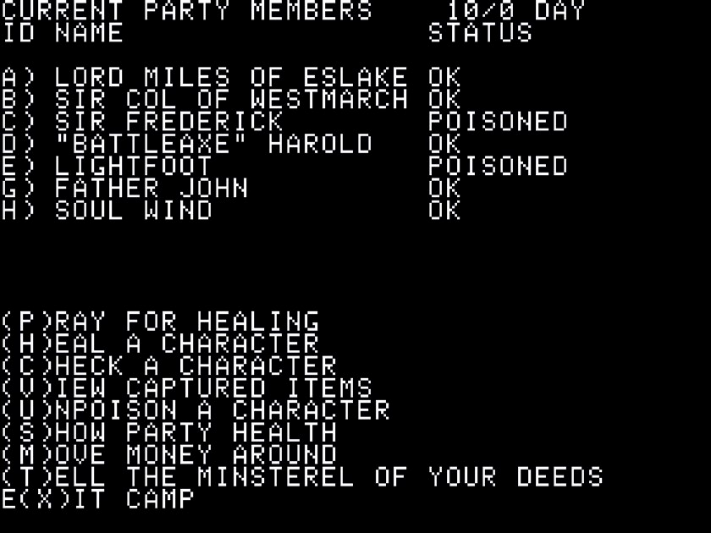 CURRENT PARTY MEMBERS 10/0 DAY
ID NAME STATUS
A) LORD MILES OF ESLAKE OK
B) SIR COL OF WESTMARCH OK
C) SIR FREDERICK POISONED
D) "BATTLEAXE" HAROLD OK
E) LIGHTFOOT POISONED
G) FATHER JOHN OK
H) SOUL WIND OK
(P)RAY FOR HEALING
(H)EAL A CHARACTER
(C)HECK A CHARACTER
(V)IEW CAPTURED ITEMS
(U)NPOISON A CHARACTER
(S)HOW PARTY HEALTH
(M)OVE MONEY AROUND
(T)ELL THE MINSTEREL OF YOUR DEEDS
E(X)IT CAMP